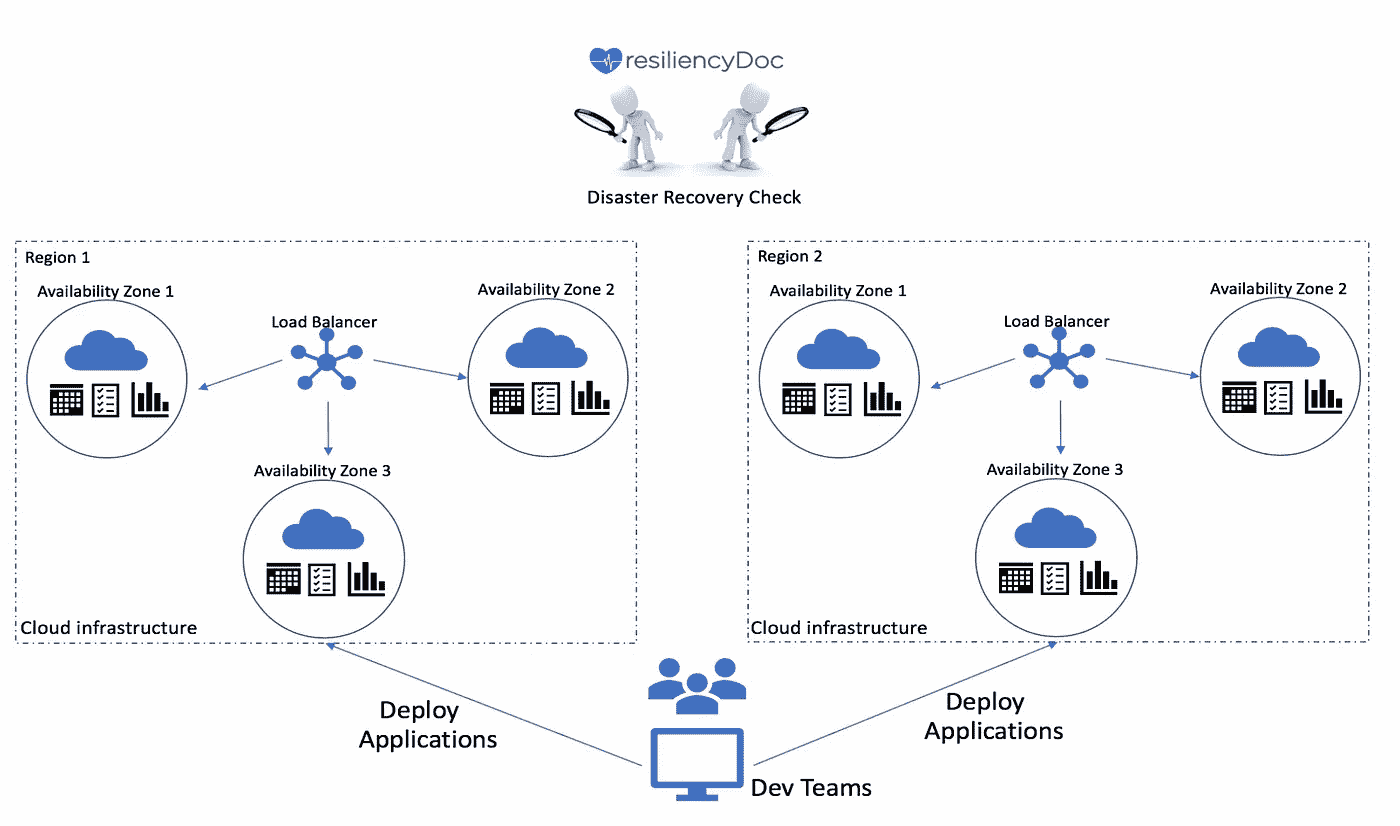 resiliencyDoc
Disaster Recovery Check
Region 1
Availability Zone 1
Load Balancer
Availability Zone 2
Availability Zone 3
Cloud infrastructure
Region 2
Availability Zone 1
Load Balancer
Availability Zone 2
Availability Zone 3
Cloud infrastructure
Deploy
Applications
Deploy
Applications
Dev Teams